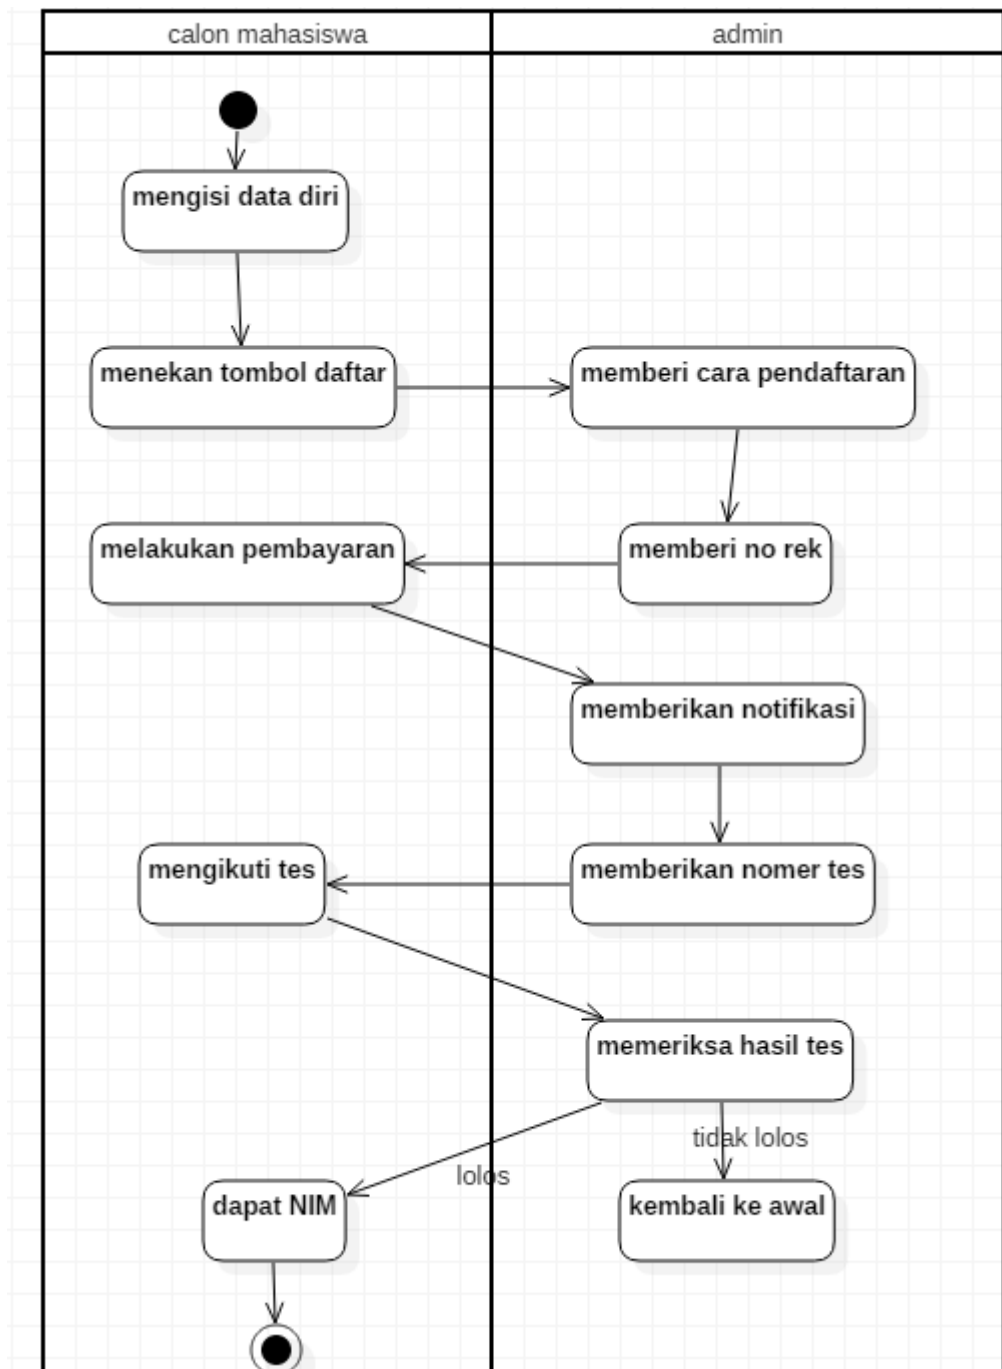 calon mahasiswa
admin
mengisi data diri
menekan tombol daftar
memberi cara pendaftaran
melakukan pembayaran
memberi no rek
memberikan notifikasi
mengikuti tes
memberikan nomer tes
memeriksa hasil tes
tidak lolos
lolos
dapat NIM
kembali ke awal